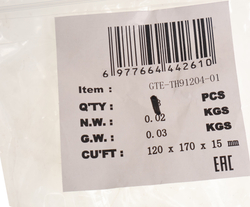 6 977664 442610
Item : GTE-TH91204-01
Q'TY : PCS
N.W. : 0.02 KGS
G.W. : 0.03 KGS
CU'FT : 120 x 170 x 15 mm
EAC